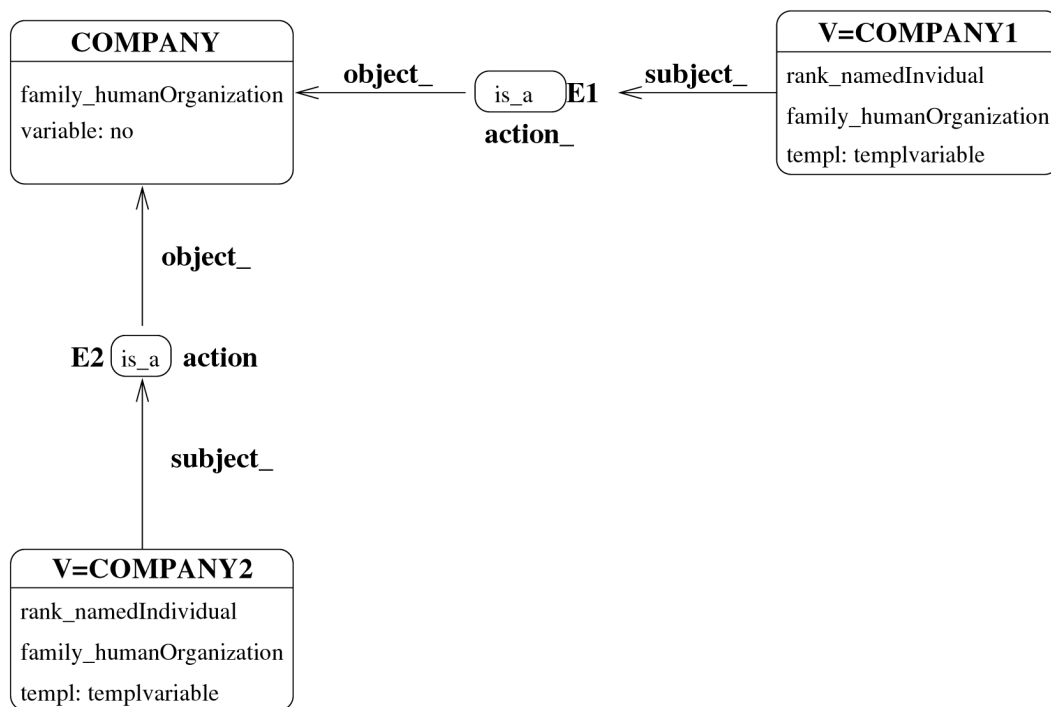 COMPANY
family_humanOrganization
variable: no
object_
is_a
E1
action_
subject_
V=COMPANY1
rank_namedInvidual
family_humanOrganization
templ: templvariable
object_
E2
is_a
action
subject_
V=COMPANY2
rank_namedIndividual
family_humanOrganization
templ: templvariable